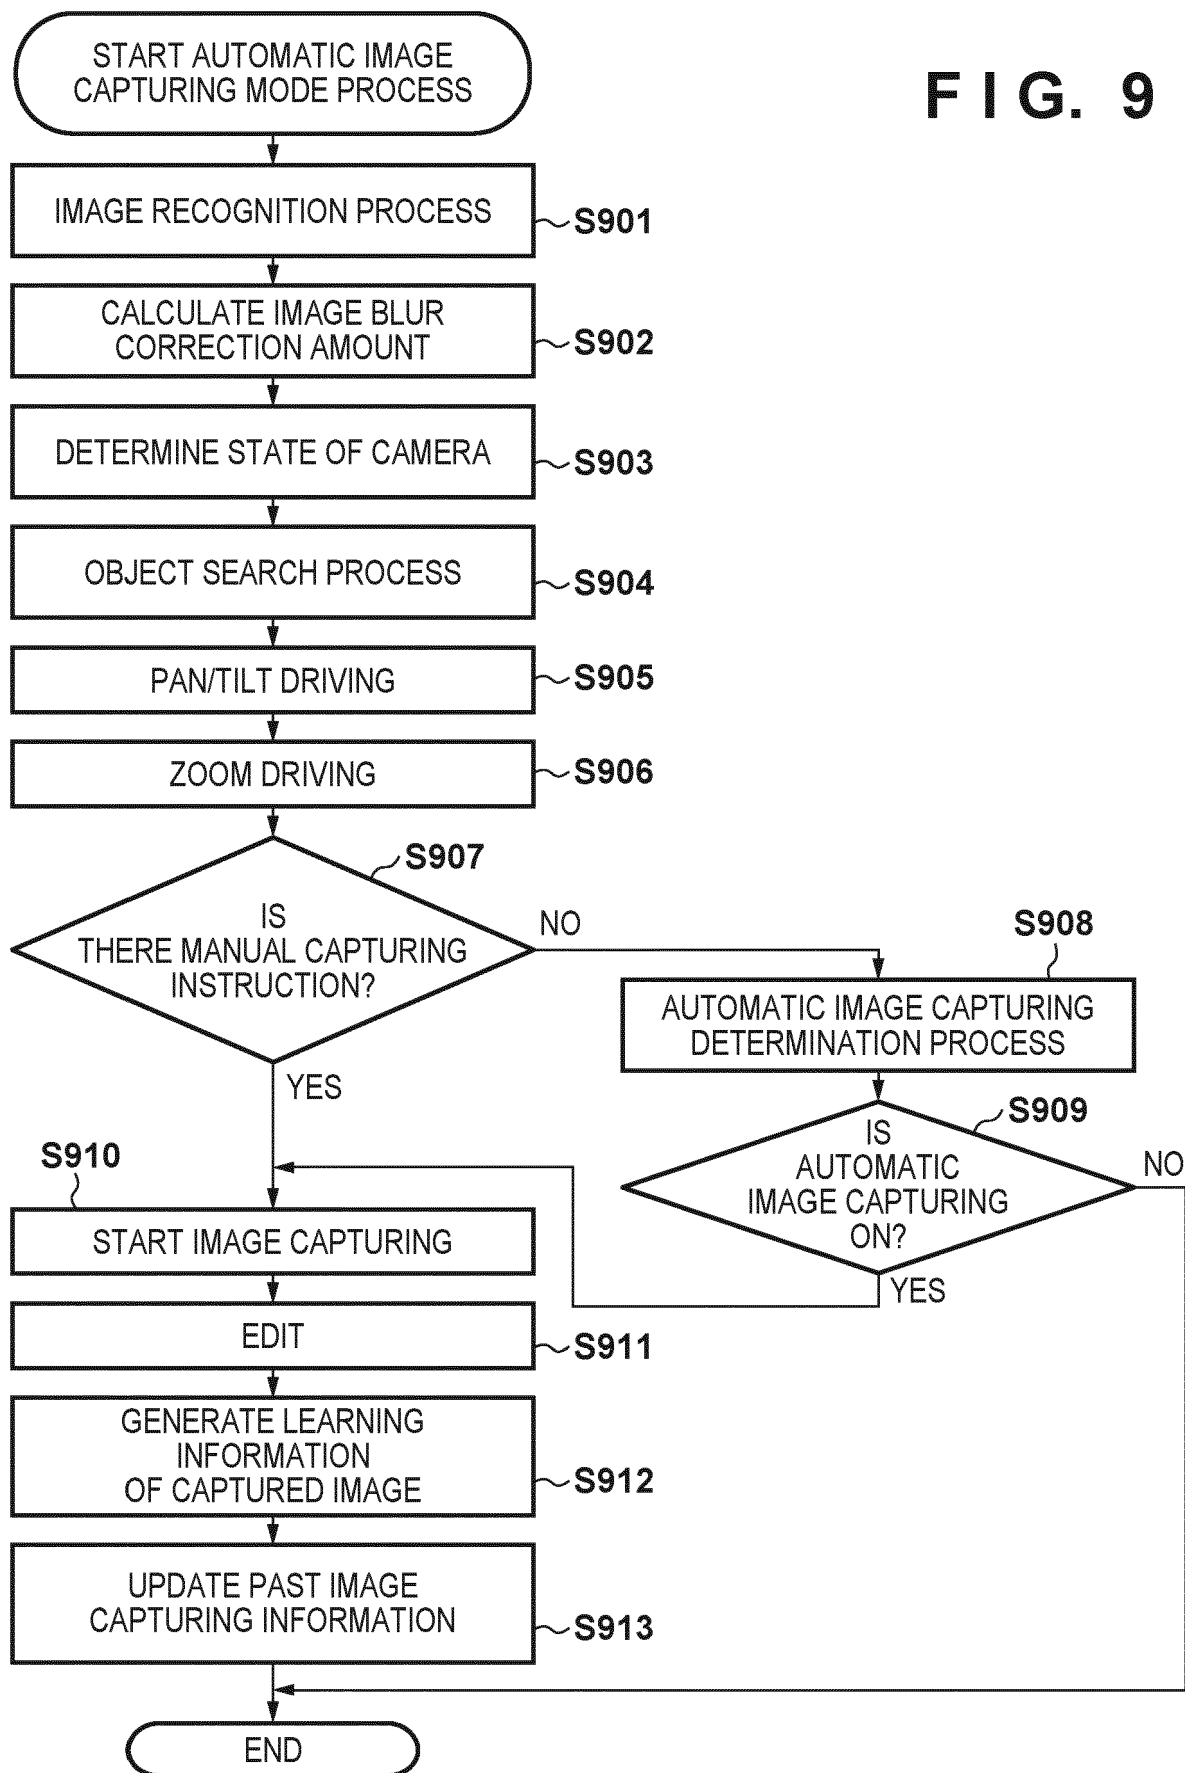 START AUTOMATIC IMAGE
CAPTURING MODE PROCESS
FIG. 9
IMAGE RECOGNITION PROCESS
S901
CALCULATE IMAGE BLUR
CORRECTION AMOUNT
S902
DETERMINE STATE OF CAMERA
S903
OBJECT SEARCH PROCESS
S904
PAN/TILT DRIVING
S905
ZOOM DRIVING
S906
S907
IS
THERE MANUAL CAPTURING
INSTRUCTION?
NO
YES
S908
AUTOMATIC IMAGE CAPTURING
DETERMINATION PROCESS
S909
IS
AUTOMATIC
IMAGE CAPTURING
ON?
NO
YES
S910
START IMAGE CAPTURING
EDIT
S911
GENERATE LEARNING
INFORMATION
OF CAPTURED IMAGE
S912
UPDATE PAST IMAGE
CAPTURING INFORMATION
S913
END